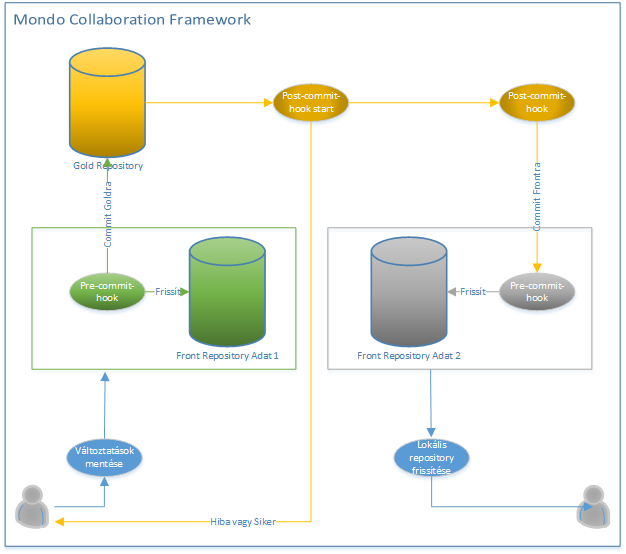 Mondo Collaboration Framework
Post-commit-
hook start
Post-commit-
hook
Gold Repository
Commit Goldra
Commit Frontra
Pre-commit-
hook
Frissít
Front Repository Adat 1
Frissít
Pre-commit-
hook
Front Repository Adat 2
Változtatások
mentése
Lokális
repository
frissítése
Hiba vagy Siker